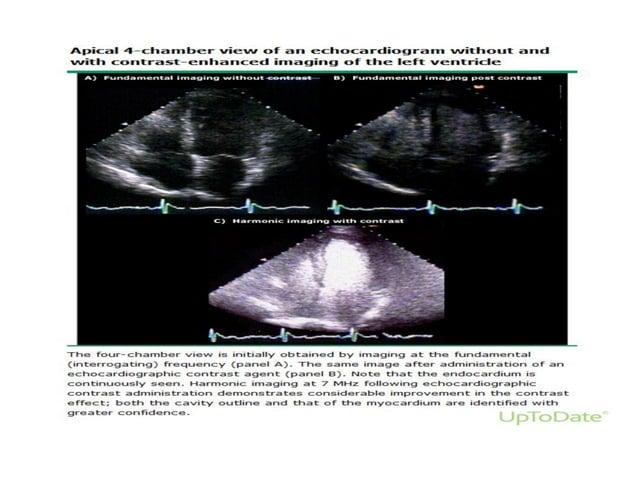 Apical 4-chamber view of an echocardiogram without and
with contrast-enhanced imaging of the left ventricle
A) Fundamental imaging without contrast
B) Fundamental imaging post contrast
C) Harmonic imaging with contrast
The four-chamber view is initially obtained by imaging at the fundamental
(interrogating) frequency (panel A). The same image after administration of an
echocardiographic contrast agent (panel B). Note that the endocardium is
continuously seen. Harmonic imaging at 7 MHz following echocardiographic
contrast administration demonstrates considerable improvement in the contrast
effect; both the cavity outline and that of the myocardium are identified with
greater confidence.
UpToDate®